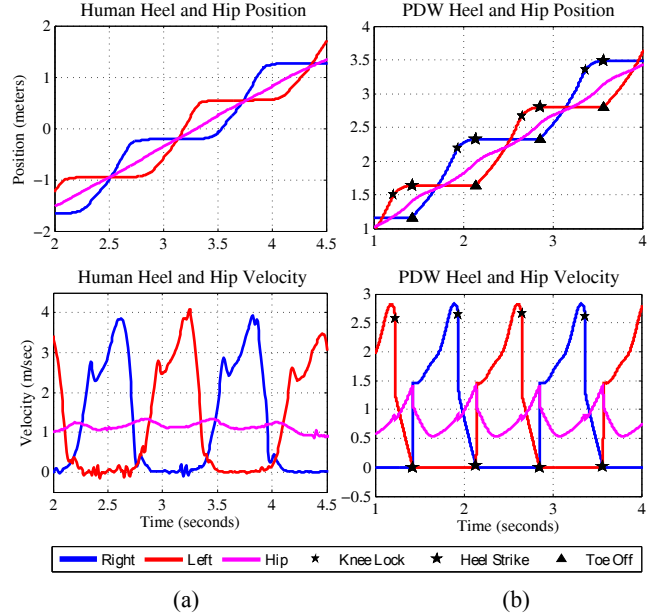 Human Heel and Hip Position
PDW Heel and Hip Position
Position (meters)
2
1
0
−1
−2
2
2.5
3
3.5
4
4.5
4
3.5
3
2.5
2
1.5
1
1
2
3
4
Human Heel and Hip Velocity
PDW Heel and Hip Velocity
Velocity (m/sec)
4
3
2
1
0
2
2.5
3
3.5
4
4.5
Time (seconds)
3
2.5
2
1.5
1
0.5
0
−0.5
1
2
3
4
Time (seconds)
Right
Left
Hip
Knee Lock
Heel Strike
Toe Off
(a)
(b)